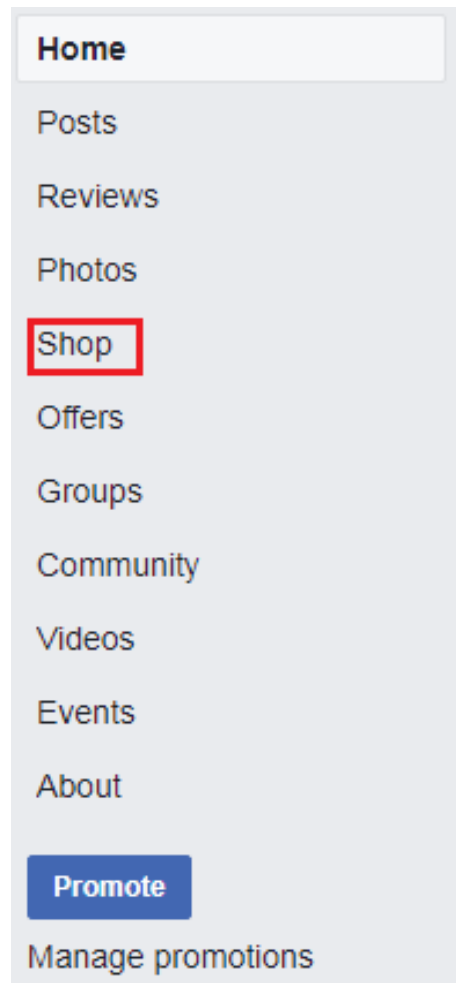 Home
Posts
Reviews
Photos
Shop
Offers
Groups
Community
Videos
Events
About
Promote
Manage promotions